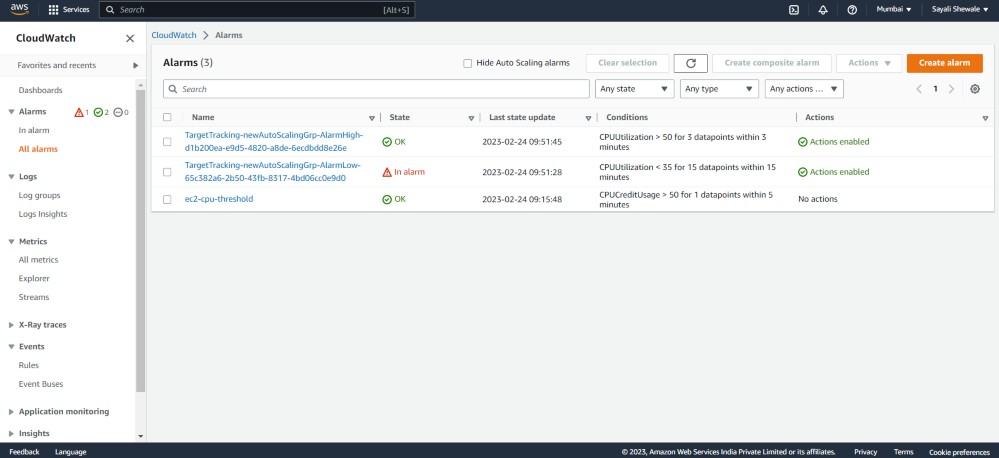 aws
Services
Search
[Alt+S]
Mumbai
Sayali Shewale
CloudWatch
Favorites and recents
Dashboards
Alarms 1 2 0
In alarm
All alarms
Logs
Log groups
Logs Insights
Metrics
All metrics
Explorer
Streams
X-Ray traces
Events
Rules
Event Buses
Application monitoring
Insights
CloudWatch > Alarms
Alarms (3)
Hide Auto Scaling alarms
Clear selection
Create composite alarm
Actions
Create alarm
Search
Any state
Any type
Any actions ...
1
Name State Last state update Conditions Actions
TargetTracking-newAutoScalingGrp-AlarmHigh-
d1b200ea-e9d5-4820-a8de-6ecdbdd8e26e
OK
2023-02-24 09:51:45
CPUUtilization > 50 for 3 datapoints within 3
minutes
Actions enabled
TargetTracking-newAutoScalingGrp-AlarmLow-
65c382a6-2b50-43fb-8317-4bd06cc0e9d0
In alarm
2023-02-24 09:51:28
CPUUtilization < 35 for 15 datapoints within 15
minutes
Actions enabled
ec2-cpu-threshold
OK
2023-02-24 09:15:48
CPUCreditUsage > 50 for 1 datapoints within 5
minutes
No actions
Feedback Language
© 2023, Amazon Web Services India Private Limited or its affiliates. Privacy Terms Cookie preferences